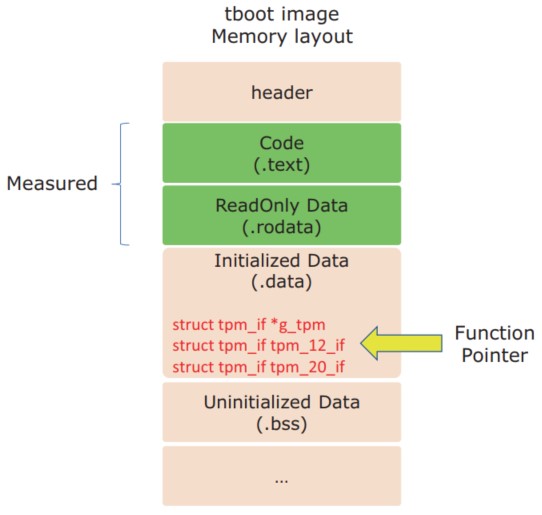 tboot image
Memory layout
header
Code
(.text)
Measured
ReadOnly Data
(.rodata)
Initialized Data
(.data)
struct tpm_if *g_tpm
struct tpm_if tpm_12_if
struct tpm_if tpm_20_if
Function
Pointer
Uninitialized Data
(.bss)
...